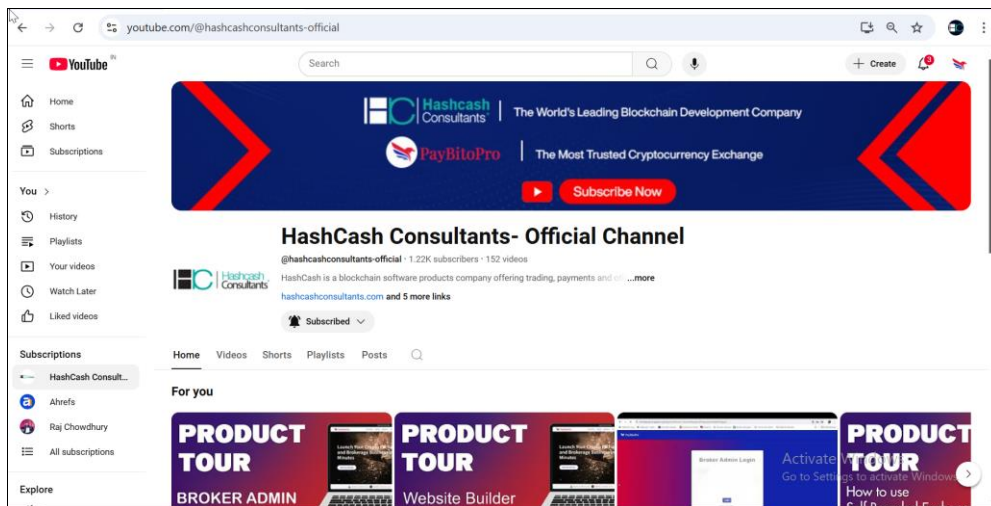 youtube.com/@hashcashconsultants-official
YouTube IN
Search
Create
3
Home
Shorts
Subscriptions
You
History
Playlists
Your videos
Watch Later
Liked videos
Subscriptions
HashCash Consult...
Ahrefs
Raj Chowdhury
All subscriptions
Explore
Hashcash
Consultants
The World's Leading Blockchain Development Company
PayBitoPro
The Most Trusted Cryptocurrency Exchange
Subscribe Now
HashCash Consultants- Official Channel
@hashcashconsultants-official · 1.22K subscribers · 152 videos
Hashcash
Consultants
HashCash is a blockchain software products company offering trading, payments and ...more
hashcashconsultants.com and 5 more links
Subscribed
Home Videos Shorts Playlists Posts
For you
PRODUCT
TOUR
BROKER ADMIN
PRODUCT
TOUR
Website Builder
Broker Admin Login
PRODUCT
TOUR
How to use
Activate Windows
Go to Settings to activate Windows.